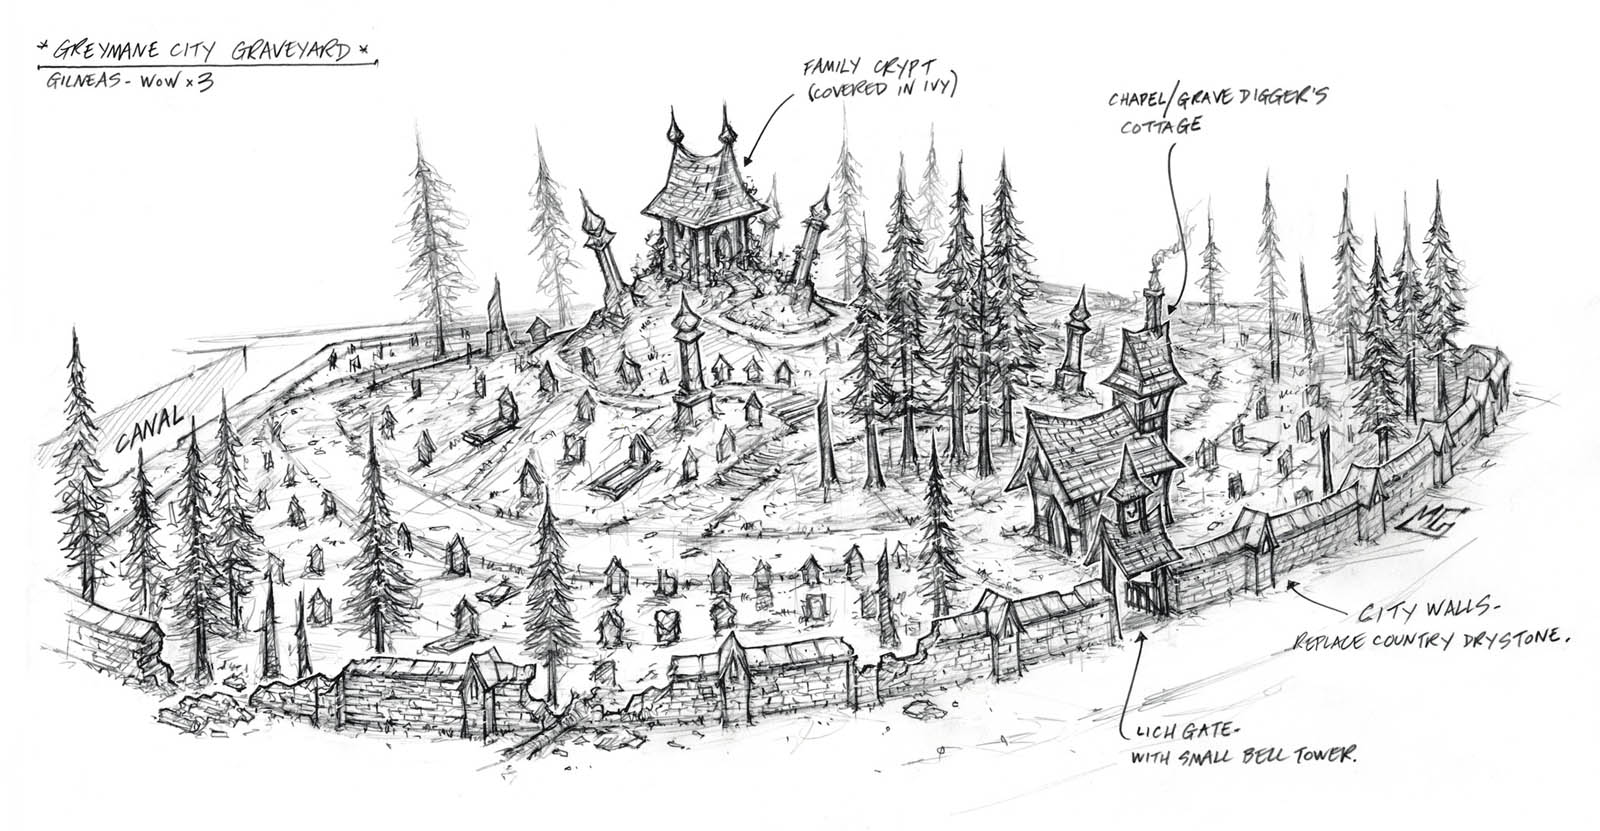 * GREYMANE CITY GRAVEYARD *
GILNEAS - WOW x 3
FAMILY CRYPT
(COVERED IN IVY)
CHAPEL/GRAVE DIGGER'S
COTTAGE
CANAL
MG
CITY WALLS-
REPLACE COUNTRY DRYSTONE.
LICH GATE-
WITH SMALL BELL TOWER.